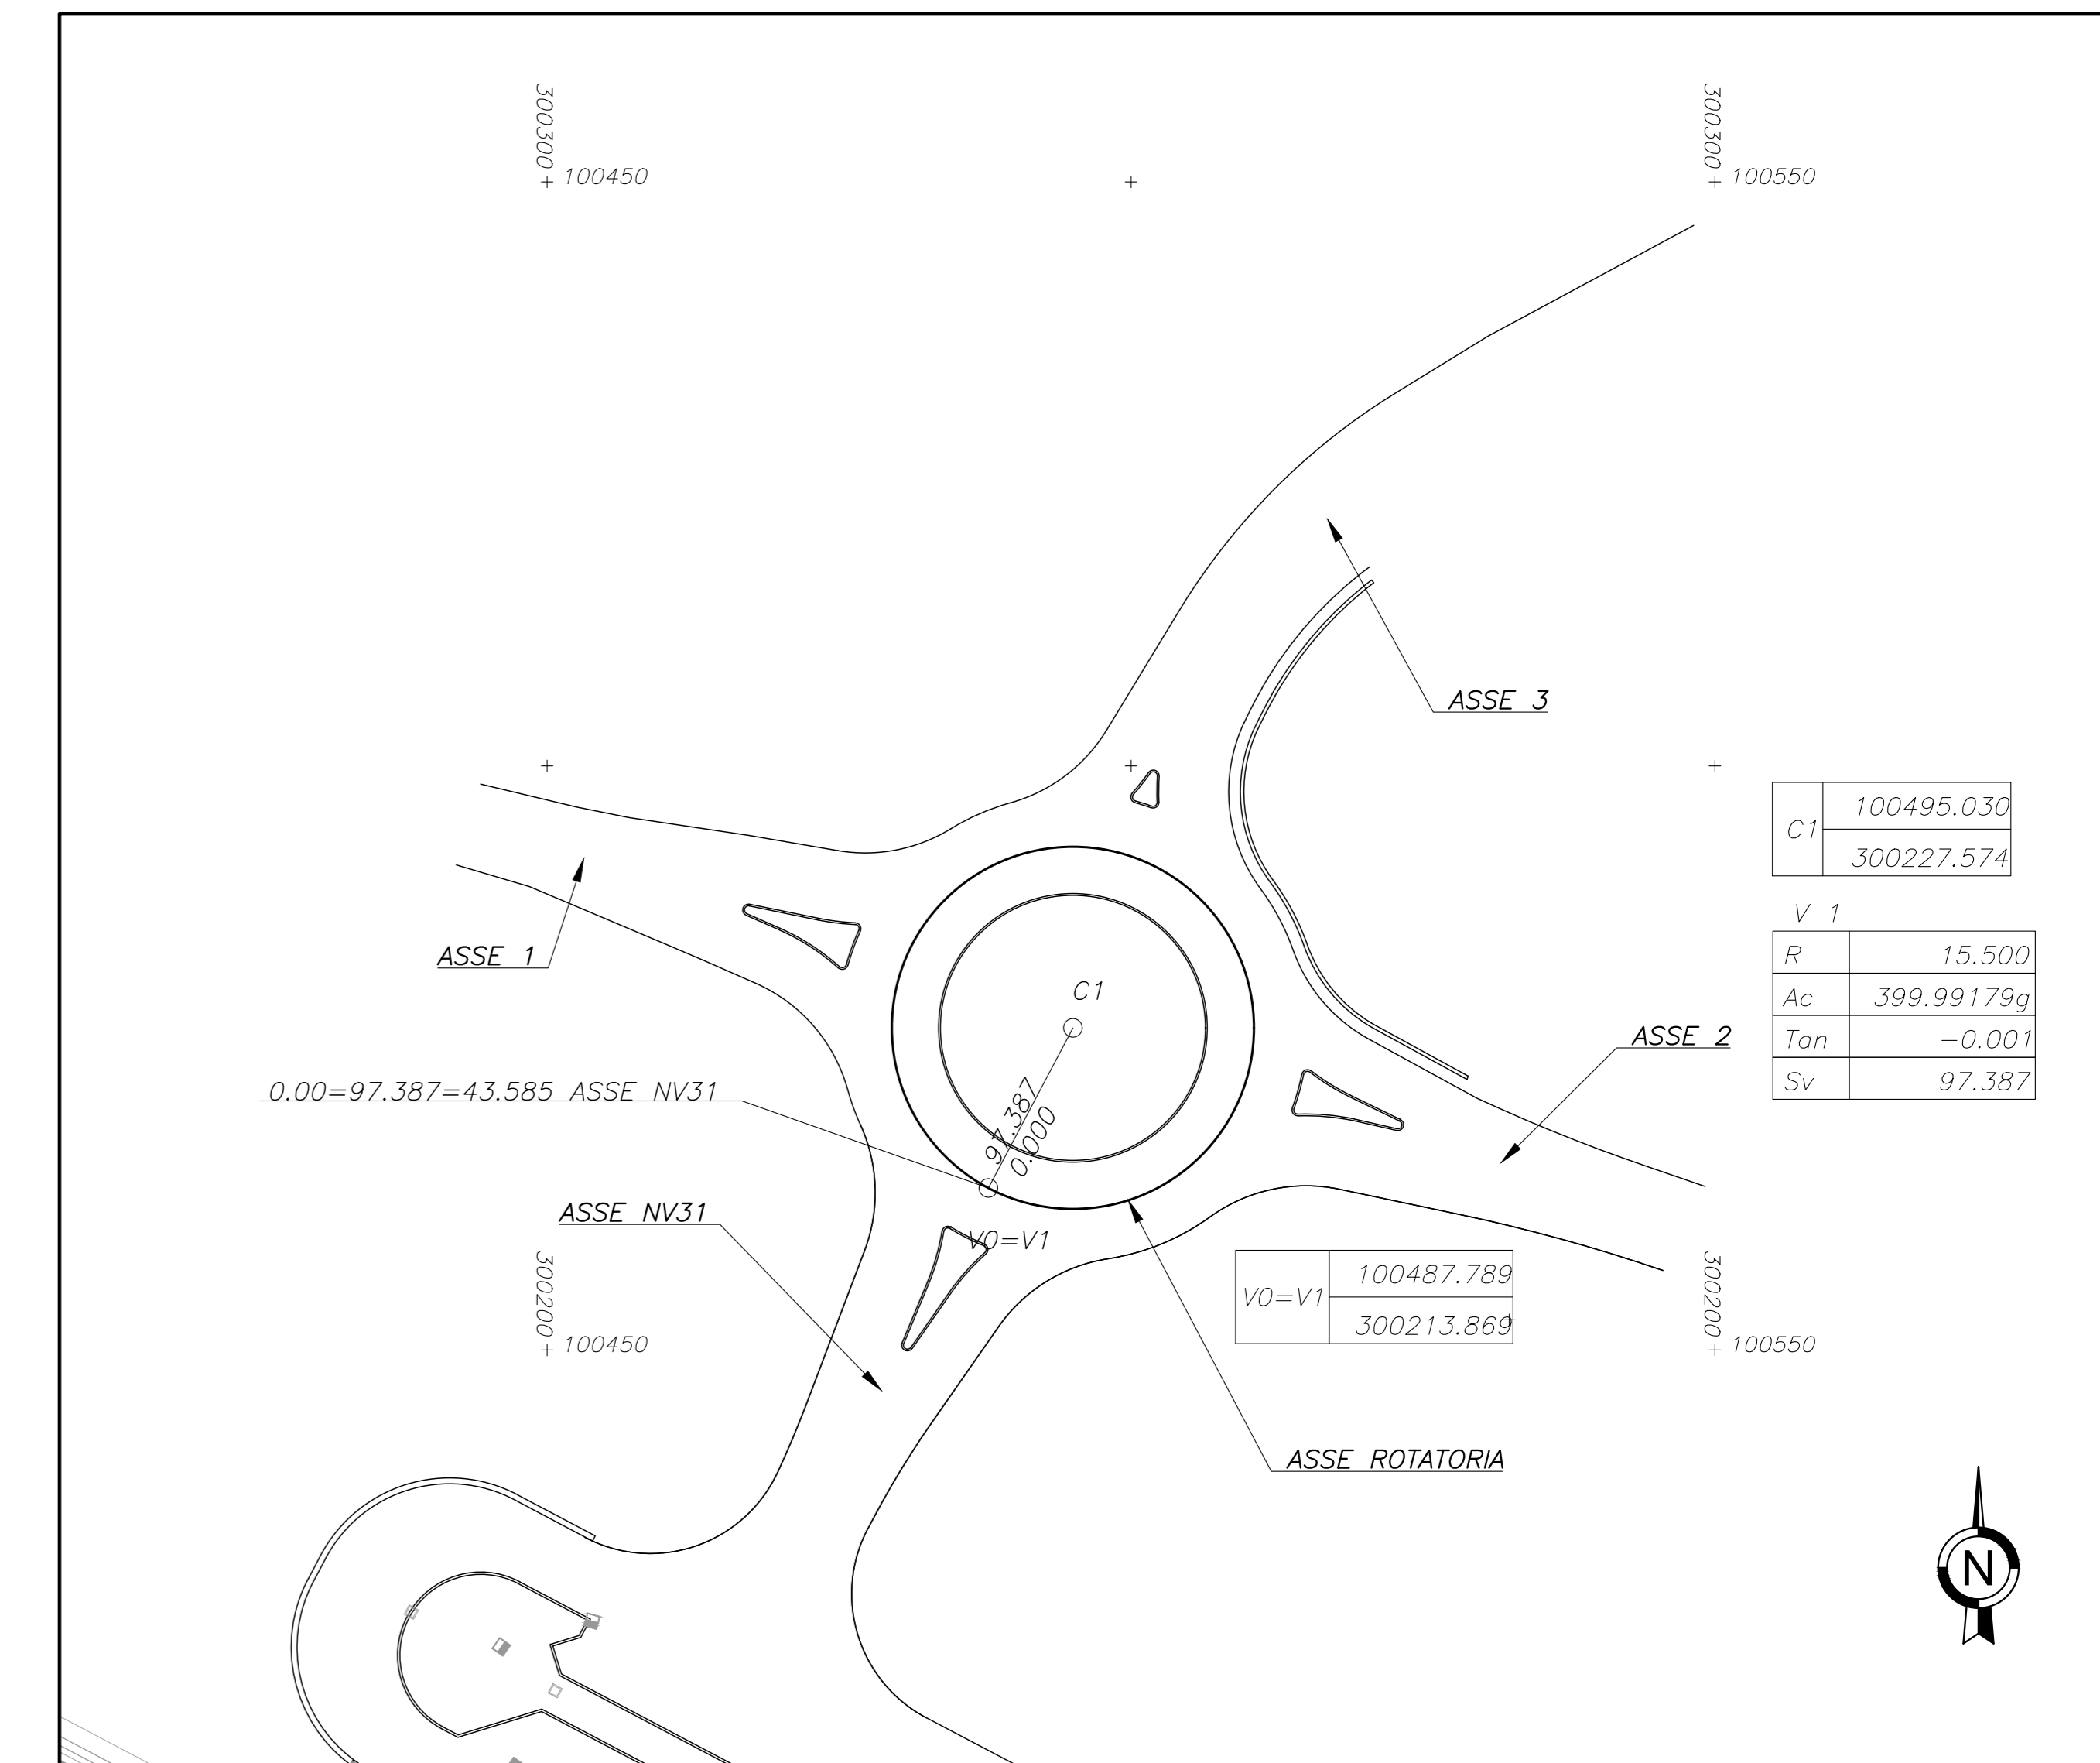 300300
100450
300300
100550
ASSE 3
C1
100495.030
300227.574
V 1
R 15.500
Ac 399.99179g
Tan -0.001
Sv 97.387
ASSE 1
C1
ASSE 2
97.387
0.000
0.00=97.387=43.585 ASSE NV31
ASSE NV31
V0=V1
V0=V1
100487.789
300213.869
300200
100450
300200
100550
ASSE ROTATORIA
N